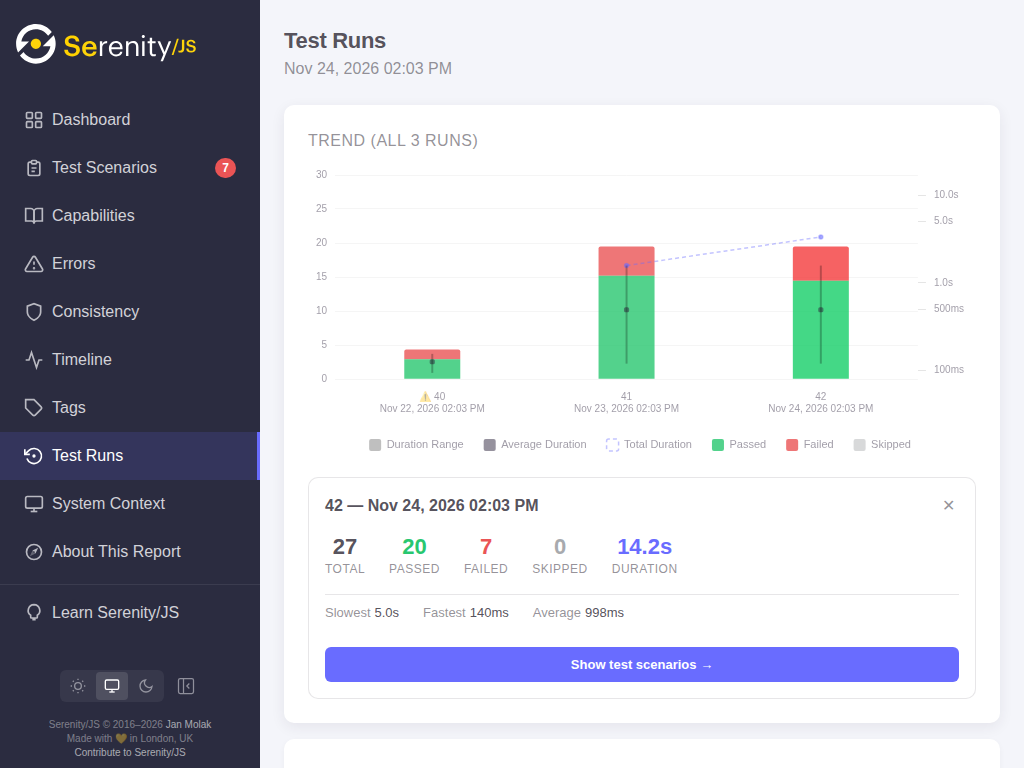 Serenity/JS
Dashboard
Test Scenarios 7
Capabilities
Errors
Consistency
Timeline
Tags
Test Runs
System Context
About This Report
Learn Serenity/JS
Serenity/JS © 2016–2026 Jan Molak
Made with 💛 in London, UK
Contribute to Serenity/JS
Test Runs
Nov 24, 2026 02:03 PM
TREND (ALL 3 RUNS)
30
25
20
15
10
5
0
10.0s
5.0s
1.0s
500ms
100ms
⚠️ 40
Nov 22, 2026 02:03 PM
41
Nov 23, 2026 02:03 PM
42
Nov 24, 2026 02:03 PM
Duration Range Average Duration Total Duration Passed Failed Skipped
42 — Nov 24, 2026 02:03 PM ✕
27 20 7 0 14.2s
TOTAL PASSED FAILED SKIPPED DURATION
Slowest 5.0s Fastest 140ms Average 998ms
Show test scenarios →